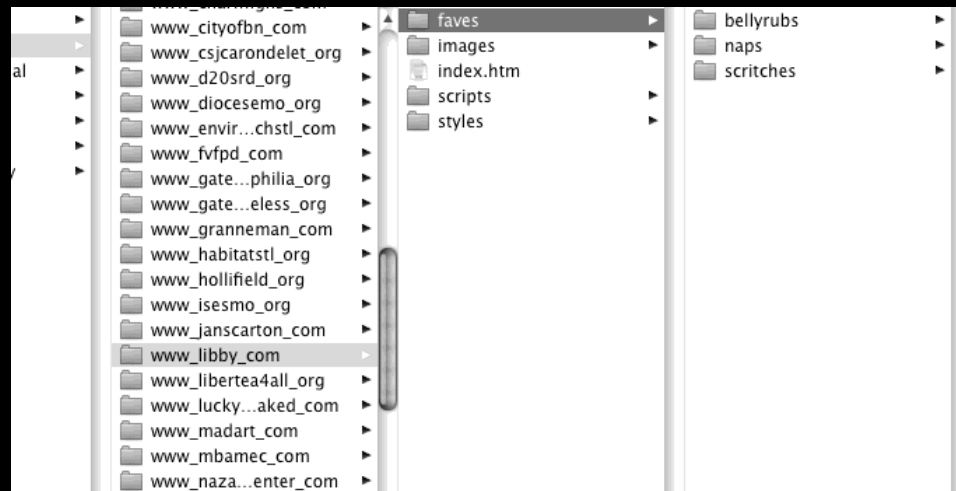 al
www_cityofbn_com
www_csjcarondelet_org
www_d20srd_org
www_diocesemo_org
www_envir...chstl_com
www_fvfpd_com
www_gate...philia_org
www_gate...eless_org
www_granneman_com
www_habitatstl_org
www_hollifield_org
www_isesmo_org
www_janscarton_com
www_libby_com
www_libertea4all_org
www_lucky...aked_com
www_madart_com
www_mbamec_com
www_naza...enter_com
faves
images
index.htm
scripts
styles
bellyrubs
naps
scritches